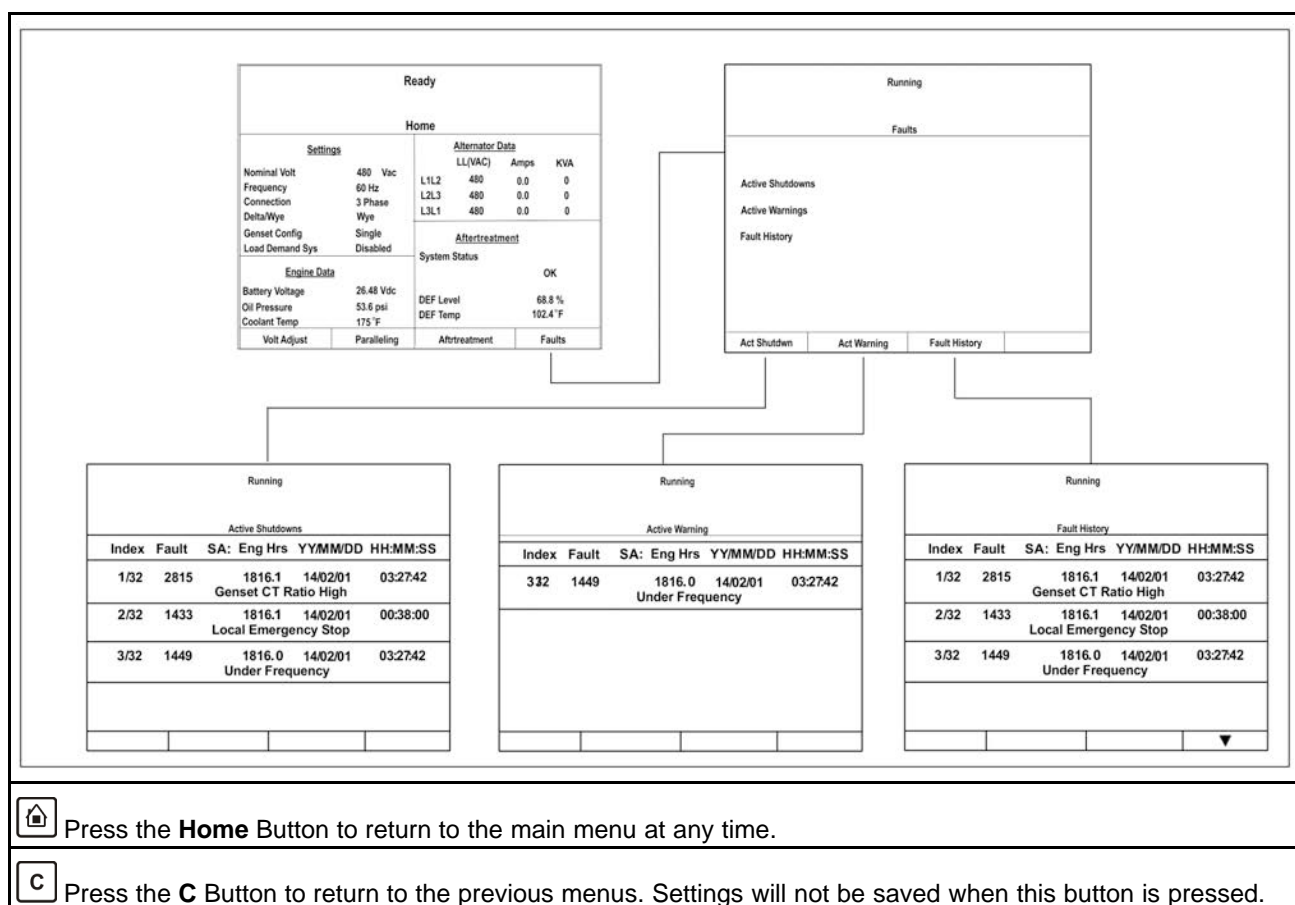 Ready
Home
Settings
Nominal Volt 480 Vac
Frequency 60 Hz
Connection 3 Phase
Delta/Wye Wye
Genset Config Single
Load Demand Sys Disabled
Engine Data
Battery Voltage 26.48 Vdc
Oil Pressure 53.6 psi
Coolant Temp 175°F
Alternator Data
LL(VAC) Amps KVA
L1L2 480 0.0 0
L2L3 480 0.0 0
L3L1 480 0.0 0
Aftertreatment
System Status
OK
DEF Level 68.8 %
DEF Temp 102.4°F
Volt Adjust Paralleling Aftrtreatment Faults
Running
Faults
Active Shutdowns
Active Warnings
Fault History
Act Shutdwn Act Warning Fault History
Running
Active Shutdowns
Index Fault SA: Eng Hrs YY/MM/DD HH:MM:SS
1/32 2815 1816.1 14/02/01 03:27:42
Genset CT Ratio High
2/32 1433 1816.1 14/02/01 00:38:00
Local Emergency Stop
3/32 1449 1816.0 14/02/01 03:27:42
Under Frequency
Running
Active Warning
Index Fault SA: Eng Hrs YY/MM/DD HH:MM:SS
332 1449 1816.0 14/02/01 03:27:42
Under Frequency
Running
Fault History
Index Fault SA: Eng Hrs YY/MM/DD HH:MM:SS
1/32 2815 1816.1 14/02/01 03:27:42
Genset CT Ratio High
2/32 1433 1816.1 14/02/01 00:38:00
Local Emergency Stop
3/32 1449 1816.0 14/02/01 03:27:42
Under Frequency
▼
Press the Home Button to return to the main menu at any time.
C Press the C Button to return to the previous menus. Settings will not be saved when this button is pressed.